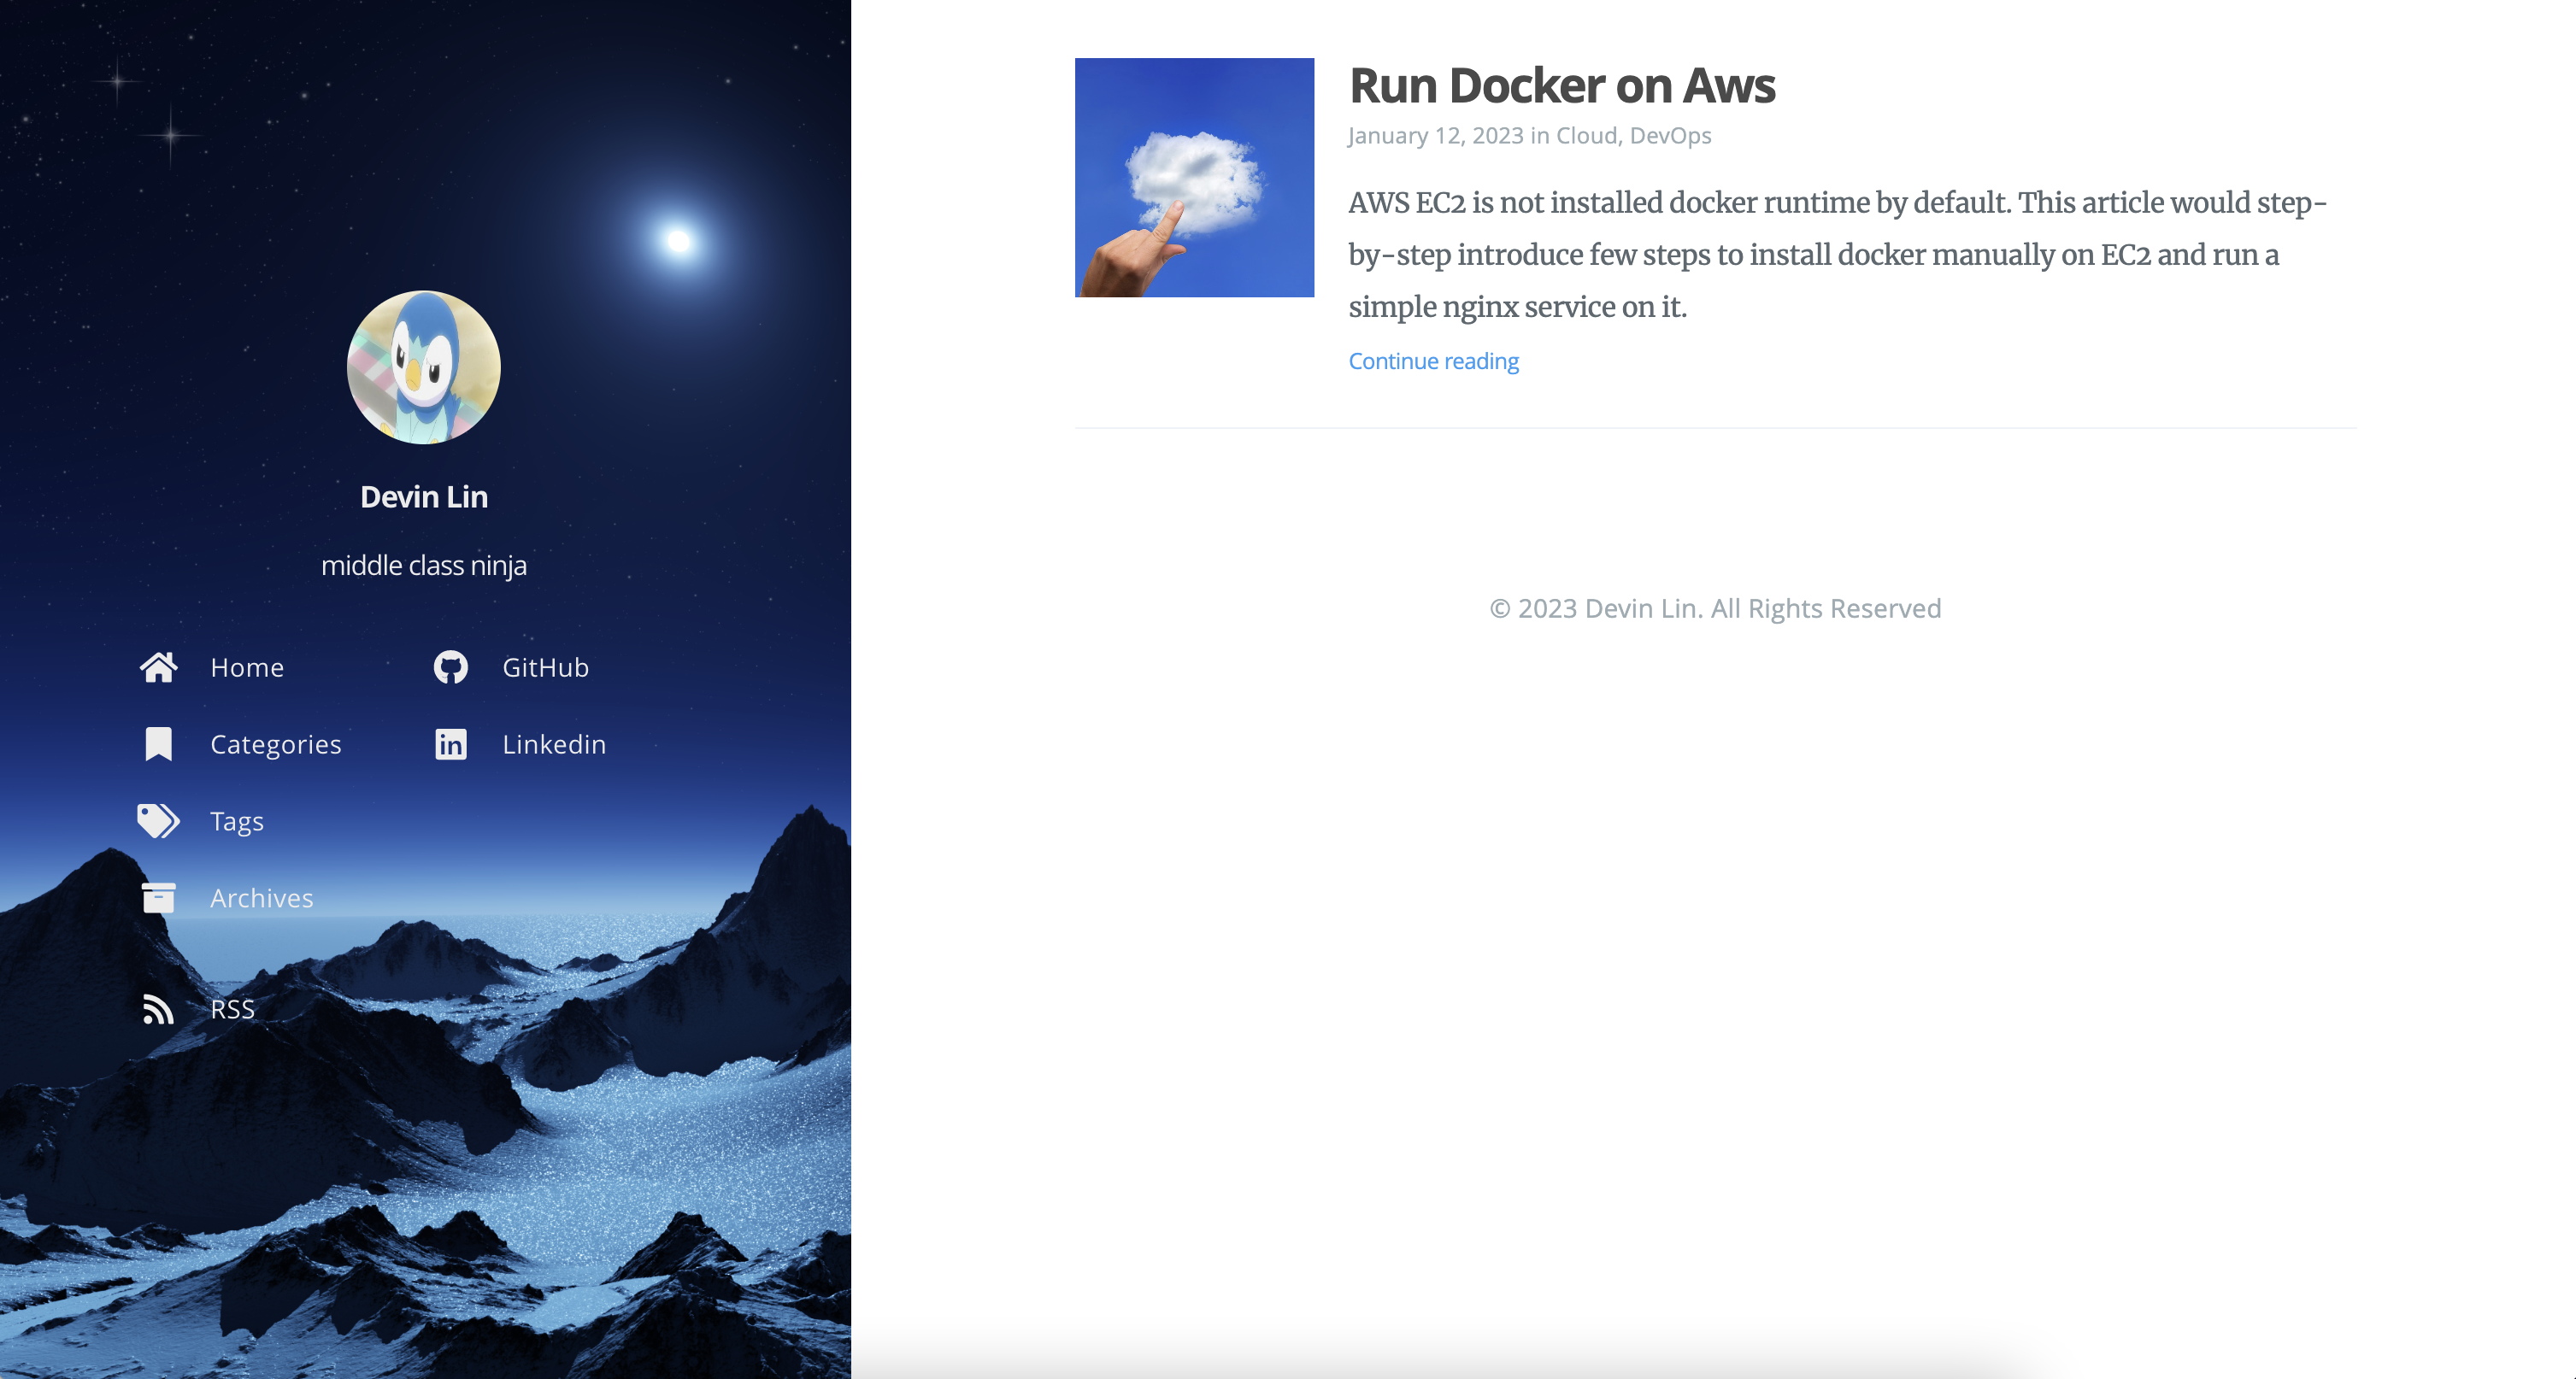 Devin Lin
middle class ninja
Home
Categories
Tags
Archives
RSS
GitHub
Linkedin
Run Docker on Aws
January 12, 2023 in Cloud, DevOps
AWS EC2 is not installed docker runtime by default. This article would step-
by-step introduce few steps to install docker manually on EC2 and run a
simple nginx service on it.
Continue reading
© 2023 Devin Lin. All Rights Reserved